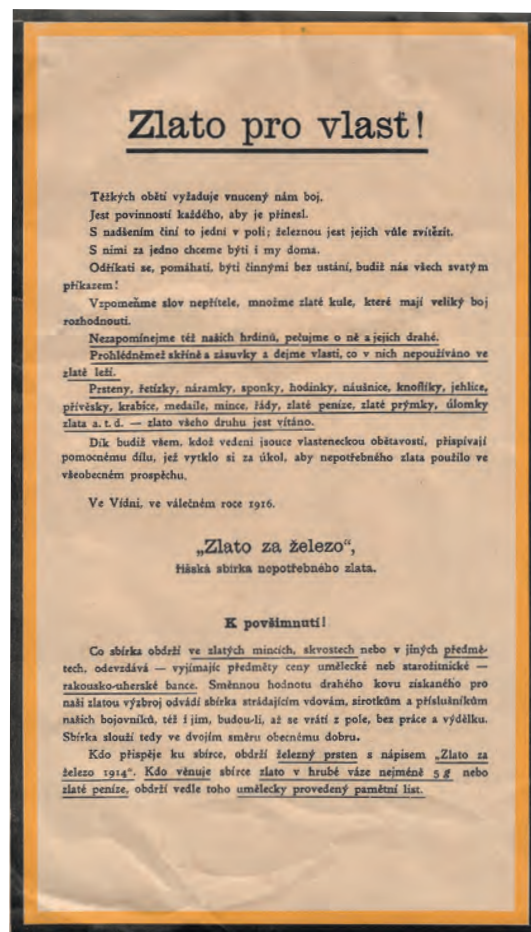 Zlato pro vlast!
Těžkých obětí vyžaduje vnucený nám boj.
Jest povinností každého, aby je přinesl.
S nadšením činí to jedni v poli; železnou jest jejich vůle zvítězit.
S nimi za jedno chceme býti i my doma.
Odříkati se, pomáhati, býti činnými bez ustání, budiž nás všech svatým
příkazem!
Vzpomeňme slov nepřítele, množme zlaté kule, které mají veliký boj
rozhodnouti.
Nezapomínejme též našich hrdinů, pečujme o ně a jejich drahé.
Prohlédněmež skříně a zásuvky a dejme vlasti, co v nich nepoužíváno ve
zlatě leží.
Prsteny, řetízky, náramky, sponky, hodinky, náušnice, knoflíky, jehlice,
přívěsky, krabice, medaile, mince, řády, zlaté peníze, zlaté prýmky, úlomky
zlata a. t. d. — zlato všeho druhu jest vítáno.
Dík budiž všem, kdož vedeni jsouce vlasteneckou obětavostí, přispívají
pomocnému dílu, jež vytklo si za úkol, aby nepotřebného zlata použilo ve
všeobecném prospěchu.
Ve Vídni, ve válečném roce 1916.
„Zlato za železo“,
říšská sbírka nepotřebného zlata.
K povšimnutí!
Co sbírka obdrží ve zlatých mincích, skvostech nebo v jiných předmě-
tech, odevzdává — vyjímajíc předměty ceny umělecké neb starožitnické —
rakousko-uherské bance. Směnnou hodnotu drahého kovu získaného pro
naši zlatou výzbroj odvádí sbírka strádajícím vdovám, sirotkům a příslušníkům
našich bojovníků, též i jim, budou-li, až se vrátí z pole, bez práce a výdělku.
Sbírka slouží tedy ve dvojím směru obecnému dobru.
Kdo přispěje ku sbírce, obdrží železný prsten s nápisem „Zlato za
železo 1914“. Kdo věnuje sbírce zlato v hrubé váze nejméně 5 g nebo
zlaté peníze, obdrží vedle toho umělecky provedený pamětní list.